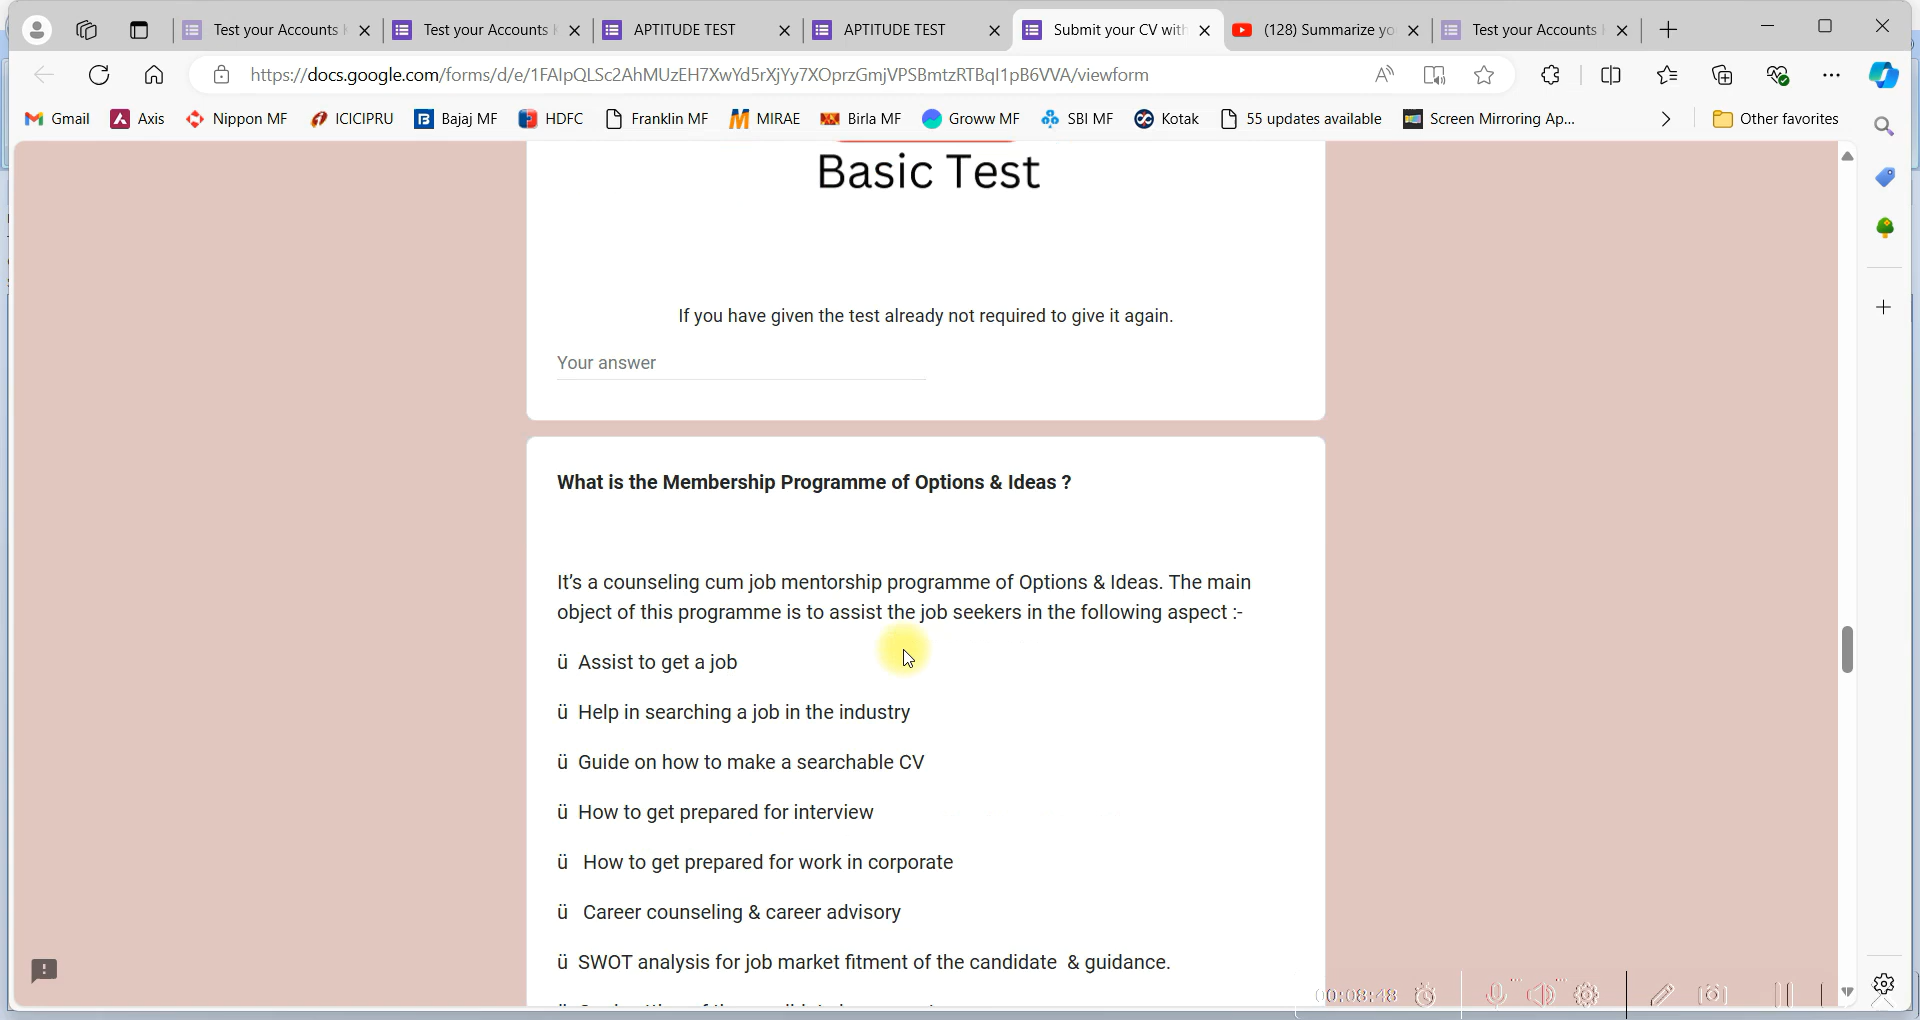 Test your Accounts
Test your Accounts
APTITUDE TEST
APTITUDE TEST
Submit your CV with
(128) Summarize yo
Test your Accounts
https://docs.google.com/forms/d/e/1FAIpQLSc2AhMUzEH7XwYd5rXjYy7XOprzGmjVPSBmtzRTBqI1pB6VVA/viewform
Gmail
Axis
Nippon MF
ICICIPRU
Bajaj MF
HDFC
Franklin MF
MIRAE
Birla MF
Groww MF
SBI MF
Kotak
55 updates available
Screen Mirroring Ap...
Other favorites
Basic Test
If you have given the test already not required to give it again.
Your answer
What is the Membership Programme of Options & Ideas ?
It's a counseling cum job mentorship programme of Options & Ideas. The main
object of this programme is to assist the job seekers in the following aspect :-
ü Assist to get a job
ü Help in searching a job in the industry
ü Guide on how to make a searchable CV
ü How to get prepared for interview
ü How to get prepared for work in corporate
ü Career counseling & career advisory
ü SWOT analysis for job market fitment of the candidate & guidance.
00:08:48